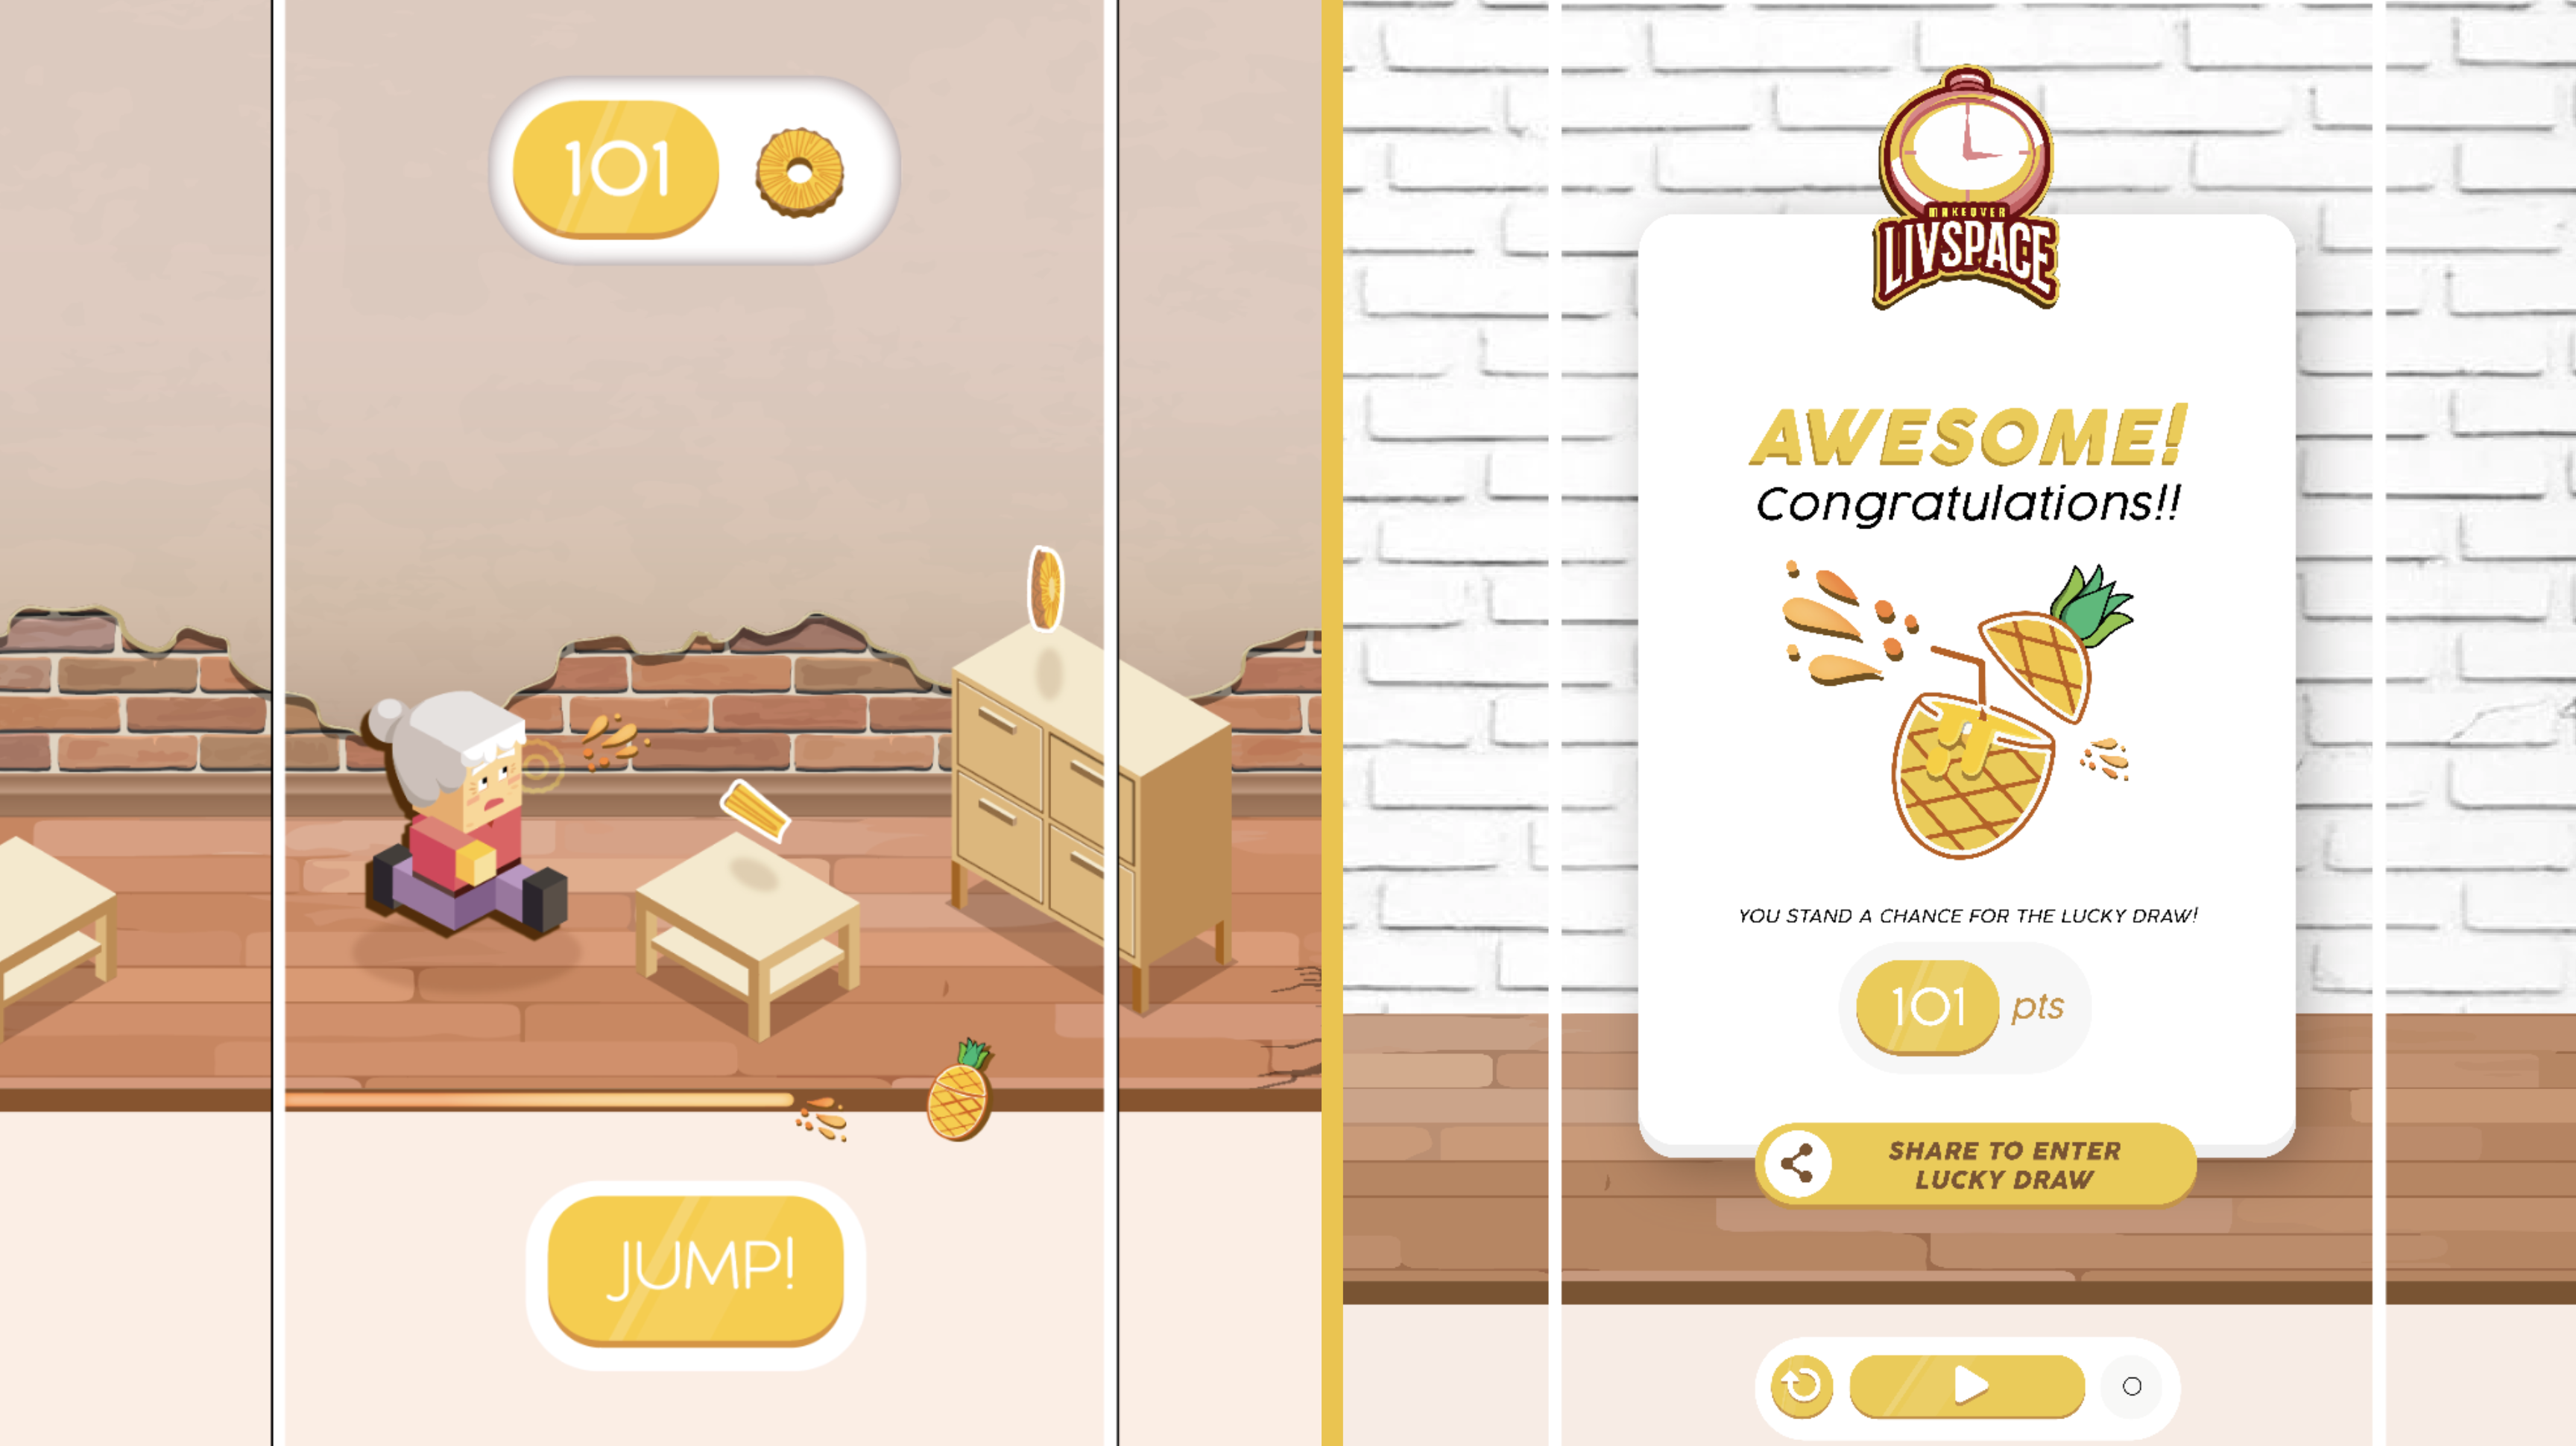 101
JUMP!
MAKEOVER
LIVSPACE
AWESOME!
Congratulations!!
YOU STAND A CHANCE FOR THE LUCKY DRAW!
101 pts
SHARE TO ENTER
LUCKY DRAW